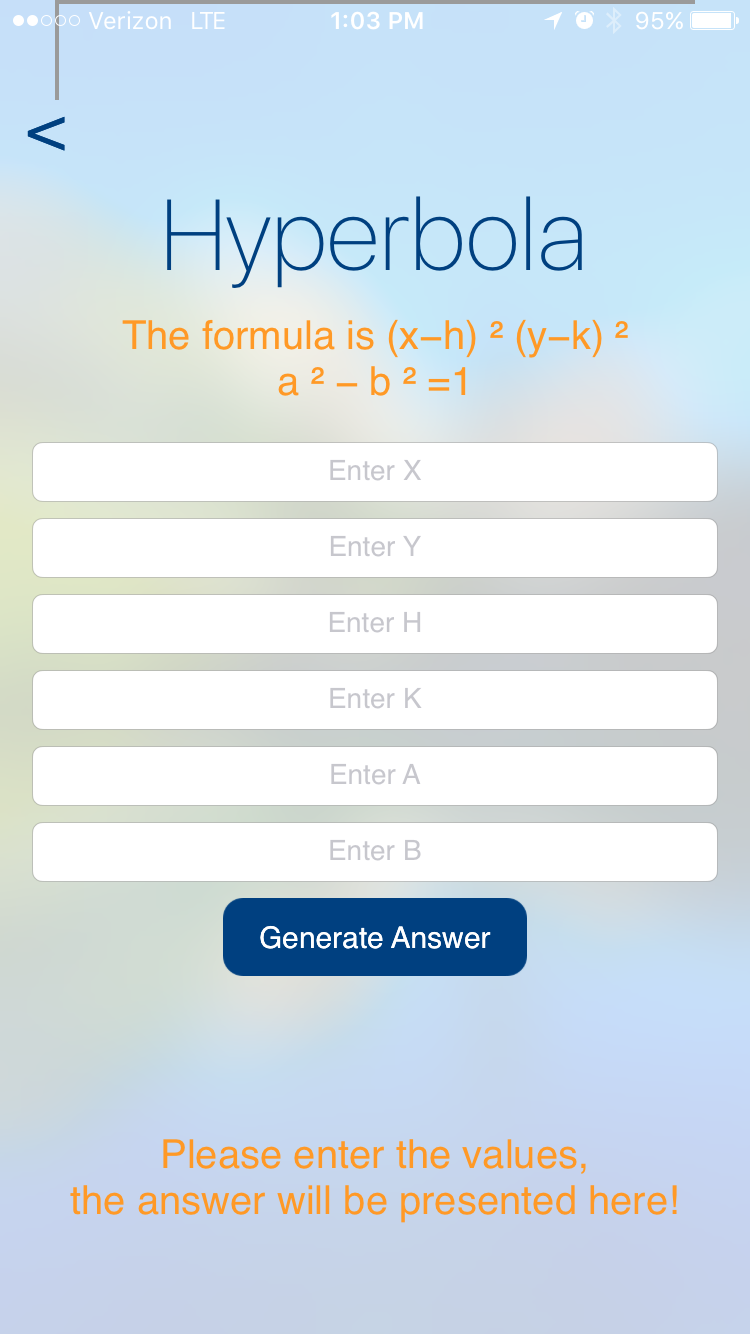 Verizon LTE 1:03 PM 95%
<
Hyperbola
The formula is (x–h) ² (y–k) ²
a ² – b ² =1
Enter X
Enter Y
Enter H
Enter K
Enter A
Enter B
Generate Answer
Please enter the values,
the answer will be presented here!